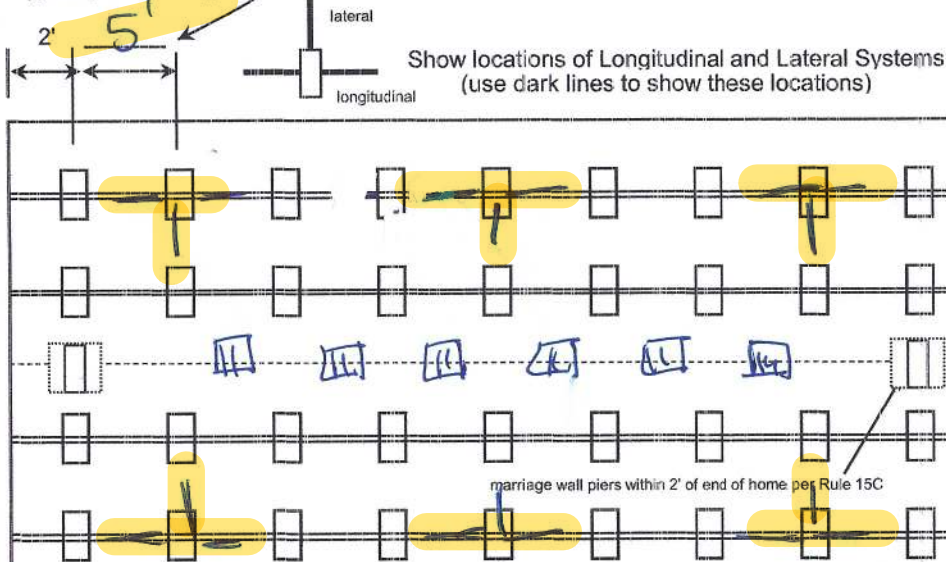 lateral
2' 5'
longitudinal
Show locations of Longitudinal and Lateral Systems
(use dark lines to show these locations)
marriage wall piers within 2' of end of home per Rule 15C